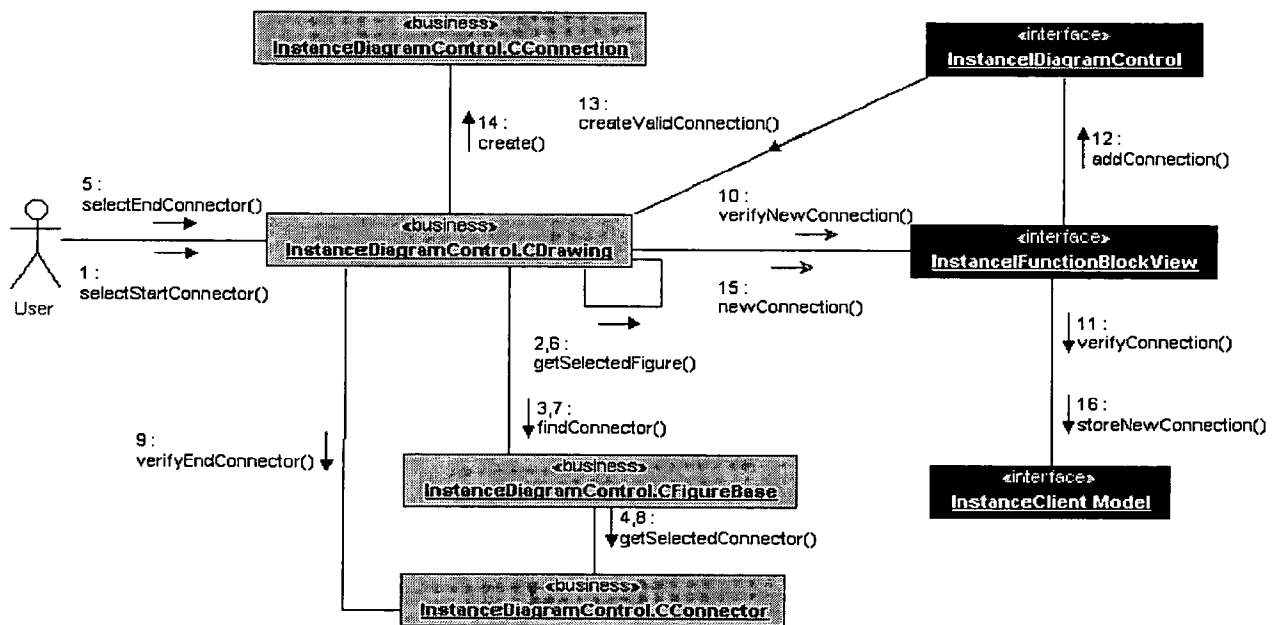 «business»
InstanceDiagramControl.CConnection
«interface»
InstanceIDiagramControl
13 :
createValidConnection()
14 :
create()
12 :
addConnection()
5 :
selectEndConnector()
10 :
verifyNewConnection()
«business»
InstanceDiagramControl.CDrawing
«interface»
InstanceIFunctionBlockView
1 :
selectStartConnector()
User
15 :
newConnection()
11 :
verifyConnection()
2,6 :
getSelectedFigure()
3,7 :
findConnector()
16 :
storeNewConnection()
9 :
verifyEndConnector()
«business»
InstanceDiagramControl.CFigureBase
«interface»
InstanceClient Model
4,8 :
getSelectedConnector()
«business»
InstanceDiagramControl.CConnector